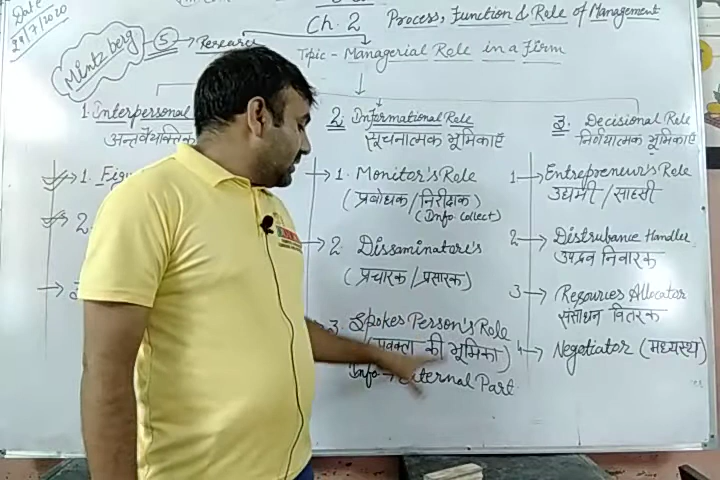 Date
29/7/2020
Ch. 2 Process, Function & Role of Management
Mintz berg
5
Research
Topic - Managerial Role in a Firm
1. Interpersonal
अन्तर्वैयक्तिक
1. Fig
2.
2. Informational Role
सूचनात्मक भूमिकाएँ
1. Monitor's Role
(प्रबोधक/निरीक्षक)
(Info. Collect)
2. Dissaminator's
(प्रचारक/प्रसारक)
3. Spokes Person's Role
(प्रवक्ता की भूमिका)
Info → External Part
3. Decisional Role
निर्णयात्मक भूमिकाएँ
1 → Entrepreneur's Role
उद्यमी/साहसी
2 → Distrubance Handler
उपद्रव निवारक
3 → Resources Allocator
संसाधन वितरक
4 → Negotiator (मध्यस्थ)